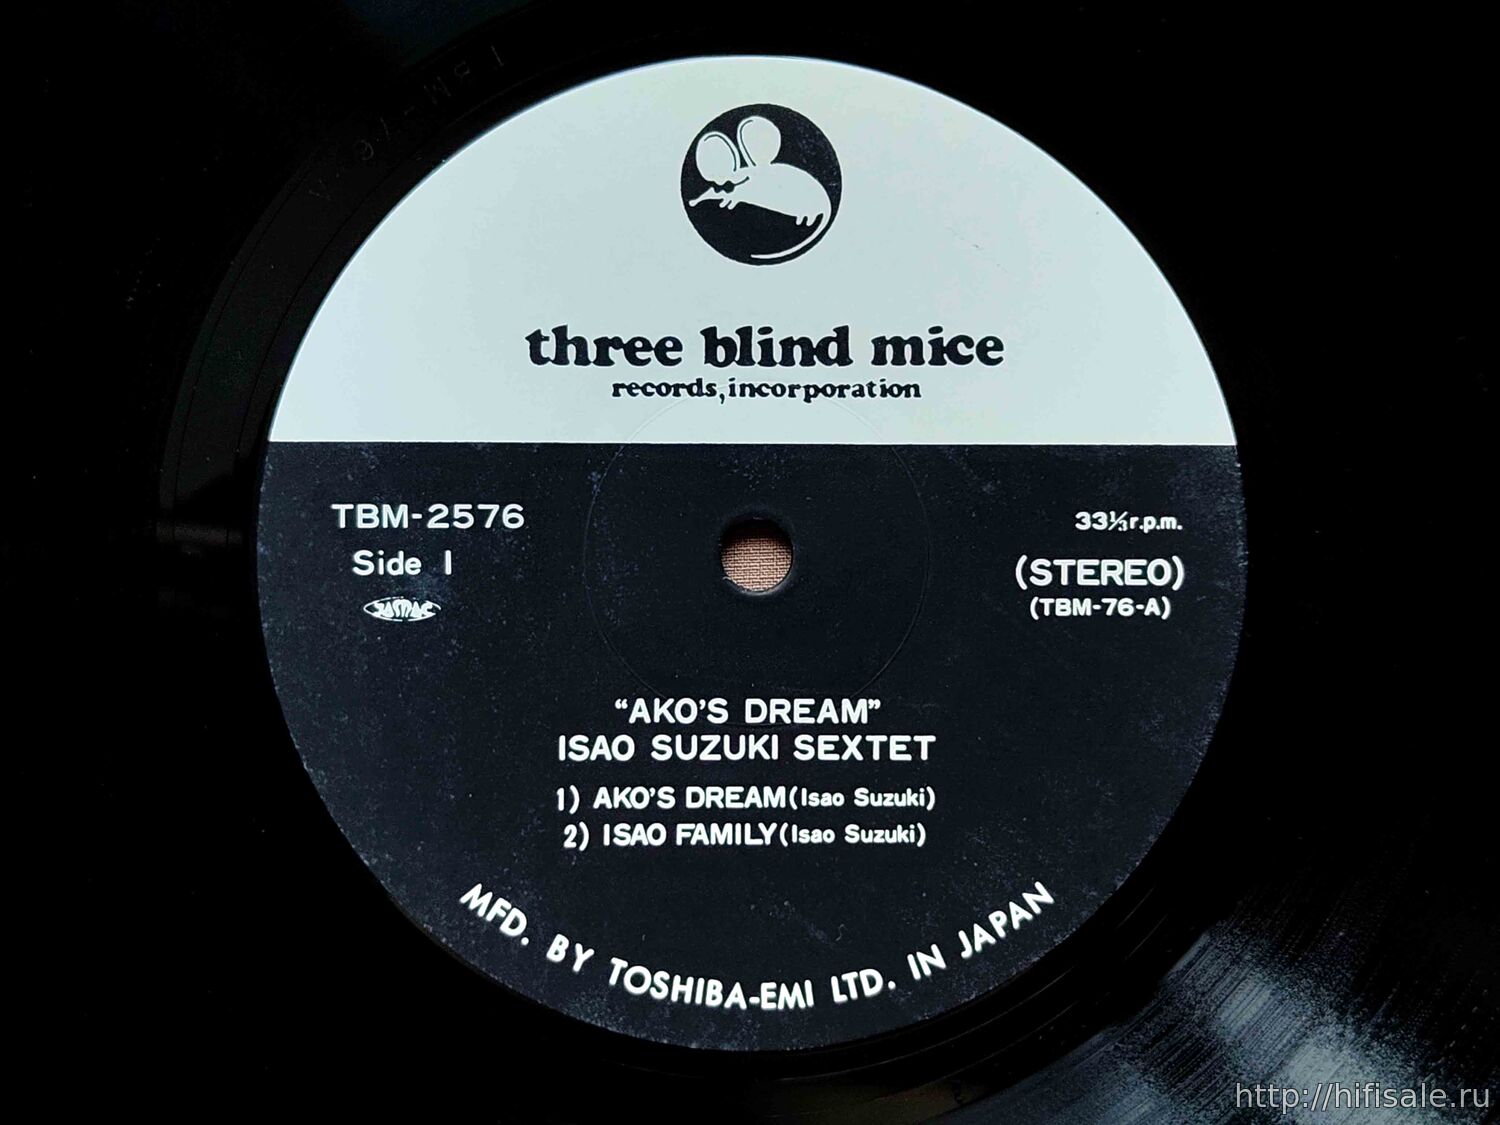 three blind mice
records, incorporation
TBM-2576
Side 1
JASRAC
33⅓ r.p.m.
(STEREO)
(TBM-76-A)
"AKO'S DREAM"
ISAO SUZUKI SEXTET
1) AKO'S DREAM (Isao Suzuki)
2) ISAO FAMILY (Isao Suzuki)
MFD. BY TOSHIBA-EMI LTD. IN JAPAN
http://hifisale.ru